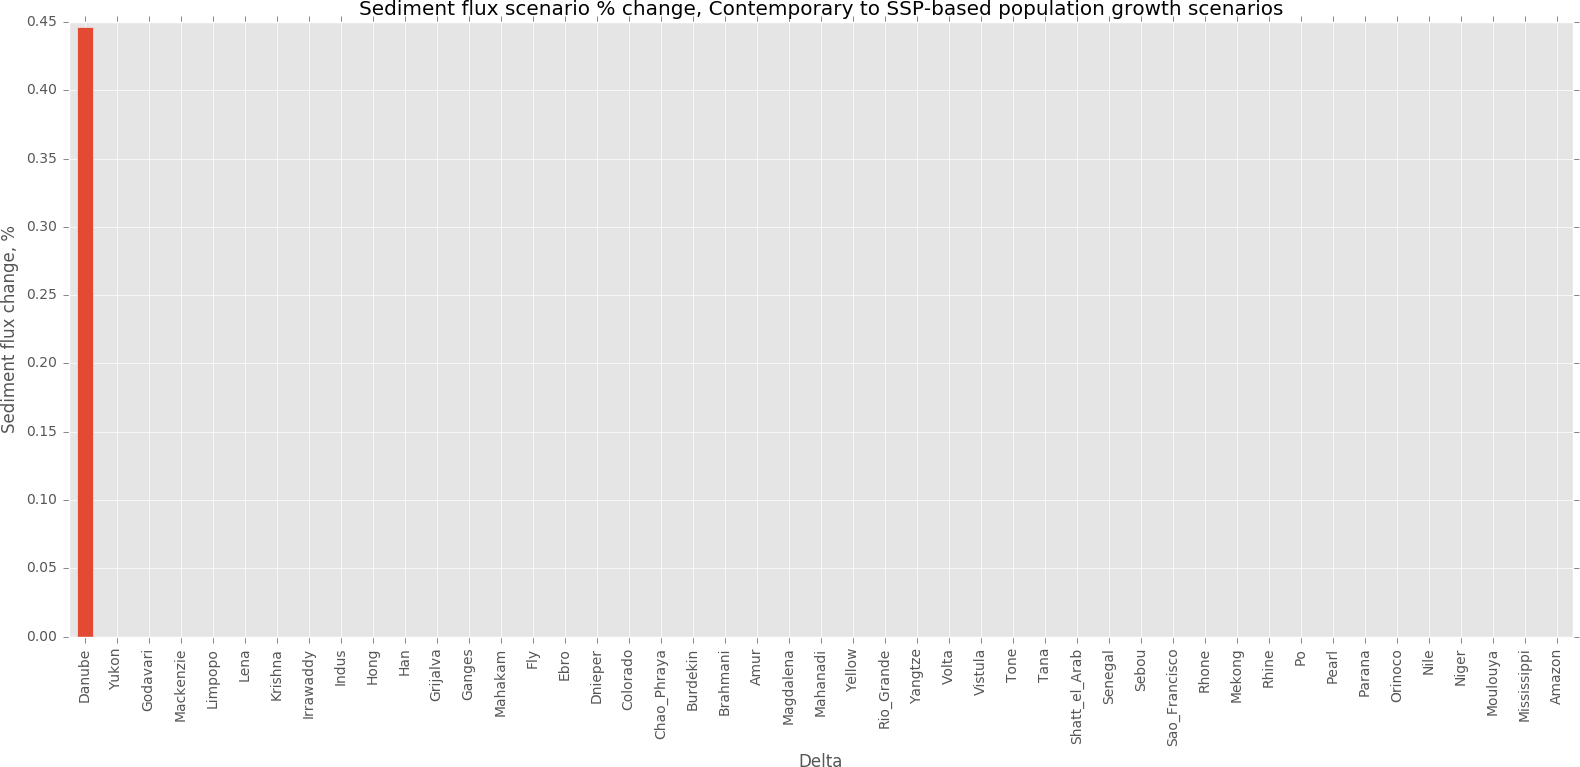 Sediment flux scenario % change, Contemporary to SSP-based population growth scenarios
Sediment flux change, %
0.45
0.40
0.35
0.30
0.25
0.20
0.15
0.10
0.05
0.00
Danube
Yukon
Godavari
Mackenzie
Limpopo
Lena
Krishna
Irrawaddy
Indus
Hong
Han
Grijalva
Ganges
Mahakam
Fly
Ebro
Dnieper
Colorado
Chao_Phraya
Burdekin
Brahmani
Amur
Magdalena
Mahanadi
Yellow
Rio_Grande
Yangtze
Volta
Vistula
Tone
Tana
Shatt_el_Arab
Senegal
Sebou
Sao_Francisco
Rhone
Mekong
Rhine
Po
Pearl
Parana
Orinoco
Nile
Niger
Moulouya
Mississippi
Amazon
Delta